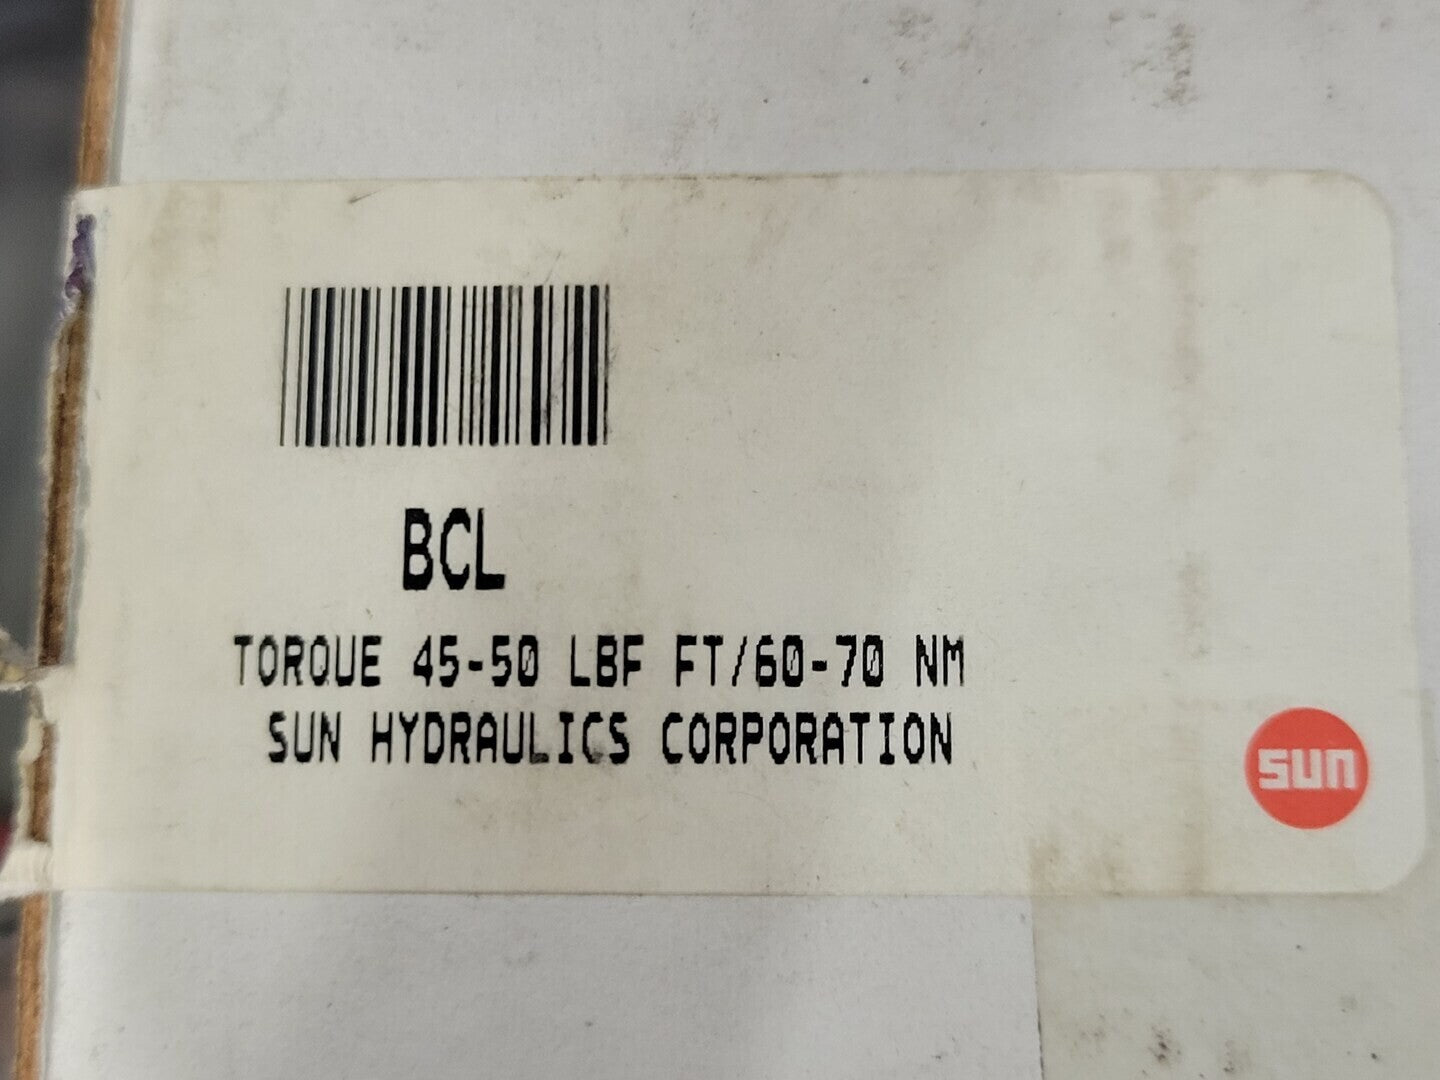 BCL
TORQUE 45-50 LBF FT/60-70 NM
SUN HYDRAULICS CORPORATION
sun